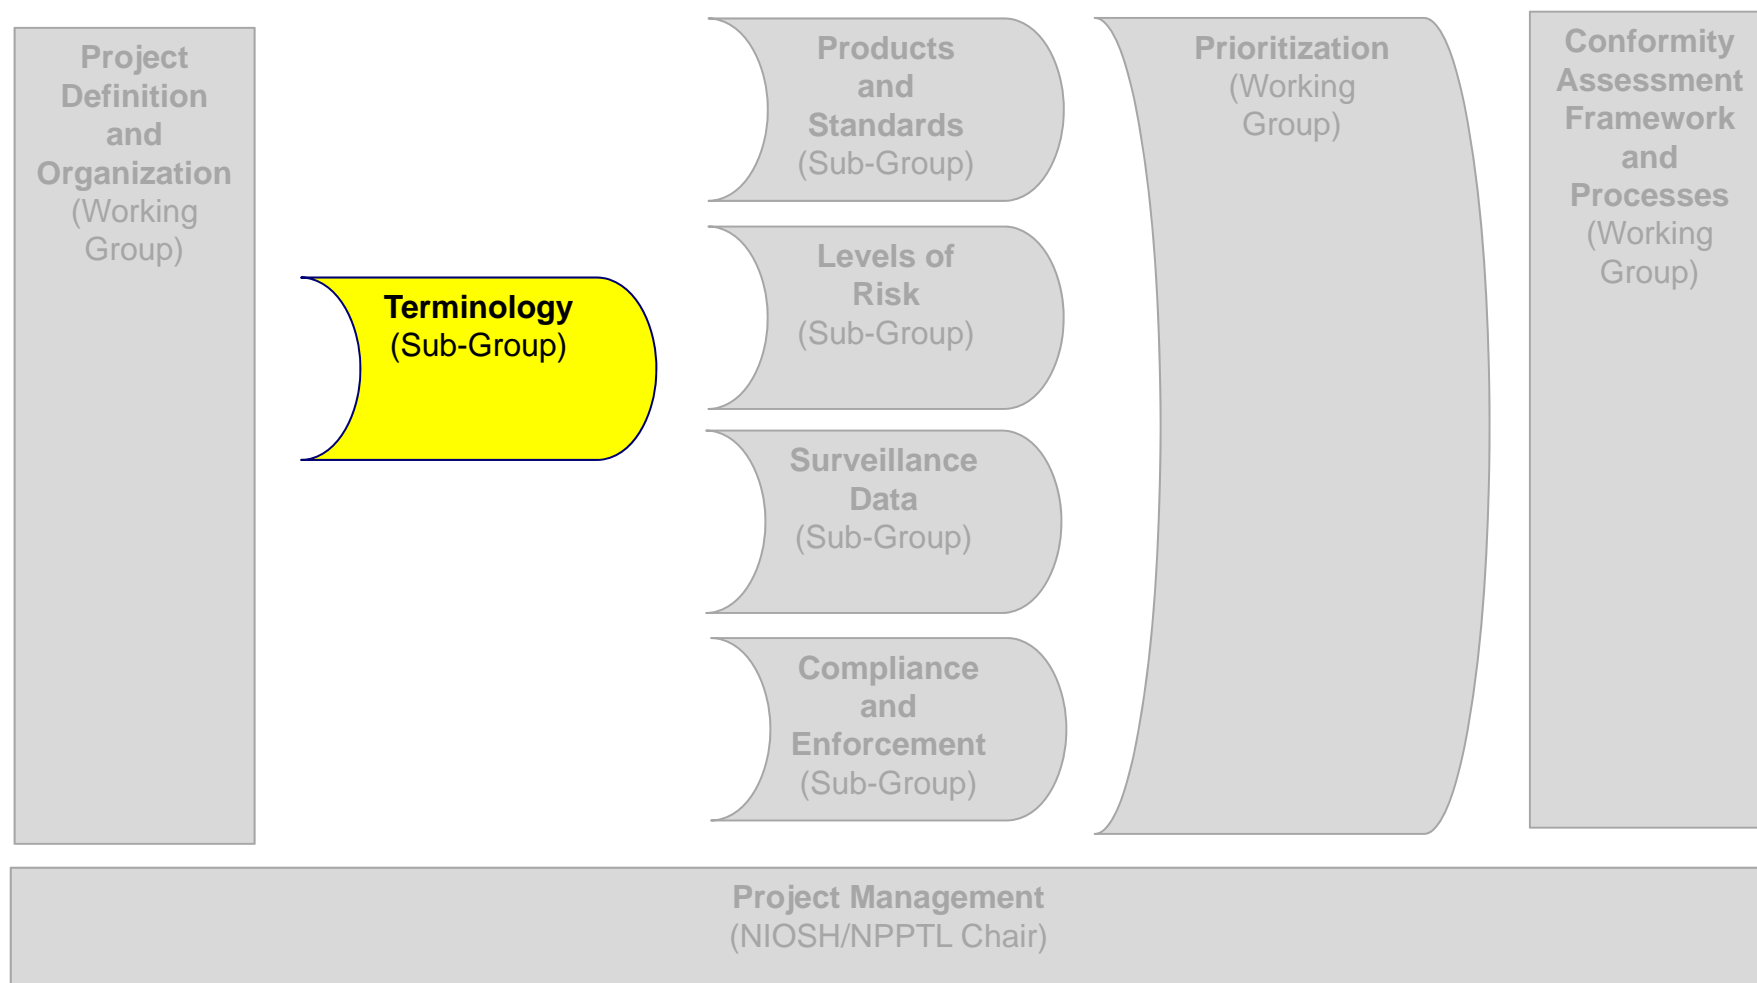 Project
Definition
and
Organization
(Working
Group)
Terminology
(Sub-Group)
Products
and
Standards
(Sub-Group)
Levels of
Risk
(Sub-Group)
Surveillance
Data
(Sub-Group)
Compliance
and
Enforcement
(Sub-Group)
Prioritization
(Working
Group)
Conformity
Assessment
Framework
and
Processes
(Working
Group)
Project Management
(NIOSH/NPPTL Chair)